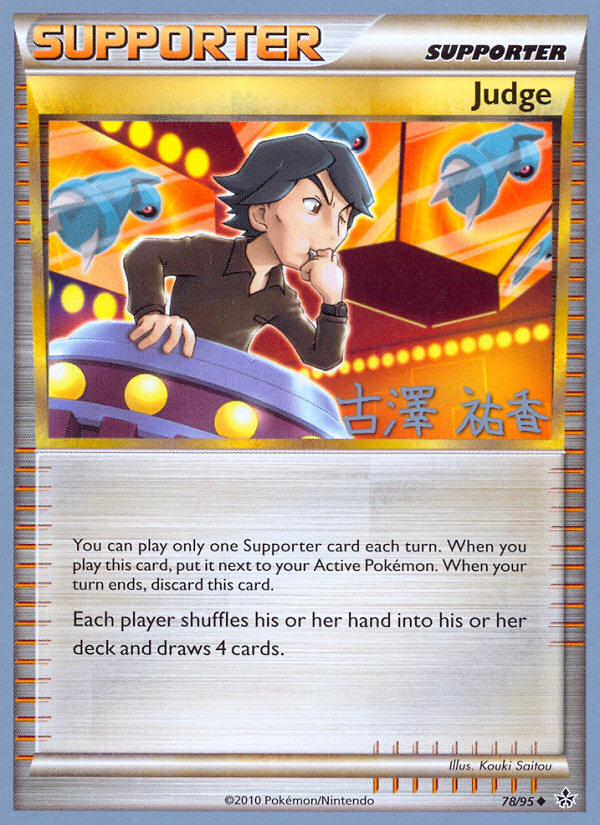 SUPPORTER
SUPPORTER
Judge
古澤 祐香
You can play only one Supporter card each turn. When you
play this card, put it next to your Active Pokémon. When your
turn ends, discard this card.
Each player shuffles his or her hand into his or her
deck and draws 4 cards.
Illus. Kouki Saitou
©2010 Pokémon/Nintendo
78/95